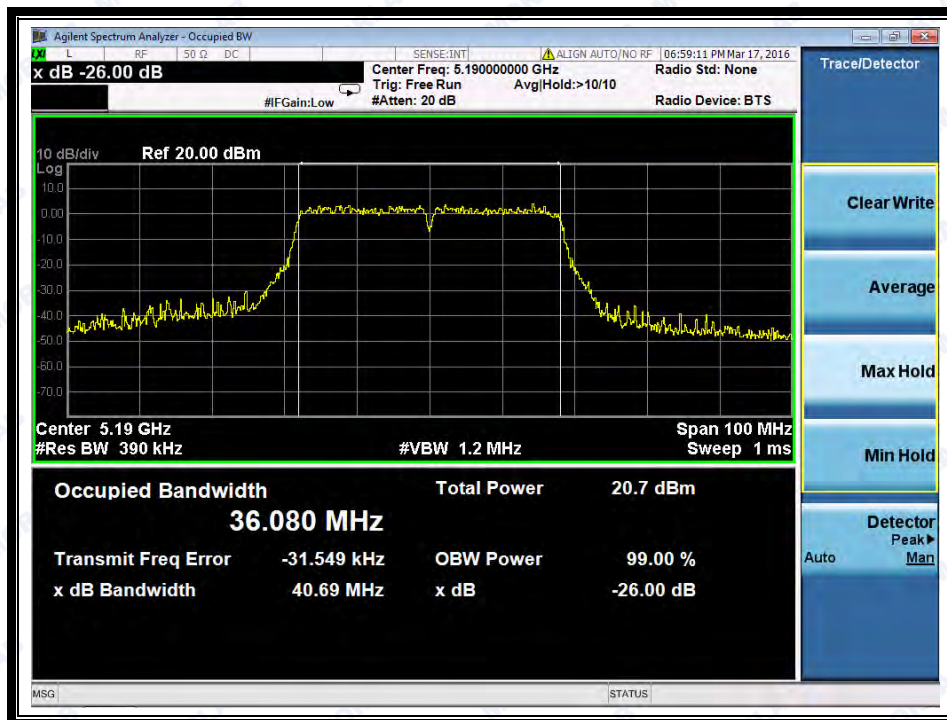 Agilent Spectrum Analyzer - Occupied BW
LXI L RF 50 Ω DC SENSE:INT ALIGN AUTO/NO RF 06:59:11 PM Mar 17, 2016
x dB -26.00 dB
Center Freq: 5.190000000 GHz Radio Std: None
Trig: Free Run Avg|Hold:>10/10
#IFGain:Low #Atten: 20 dB Radio Device: BTS
Trace/Detector
10 dB/div Ref 20.00 dBm
Log
10.0
0.00
-10.0
-20.0
-30.0
-40.0
-50.0
-60.0
-70.0
Center 5.19 GHz Span 100 MHz
#Res BW 390 kHz #VBW 1.2 MHz Sweep 1 ms
Occupied Bandwidth Total Power 20.7 dBm
36.080 MHz
Transmit Freq Error -31.549 kHz OBW Power 99.00 %
x dB Bandwidth 40.69 MHz x dB -26.00 dB
Clear Write
Average
Max Hold
Min Hold
Detector
Peak▶
Auto Man
MSG STATUS